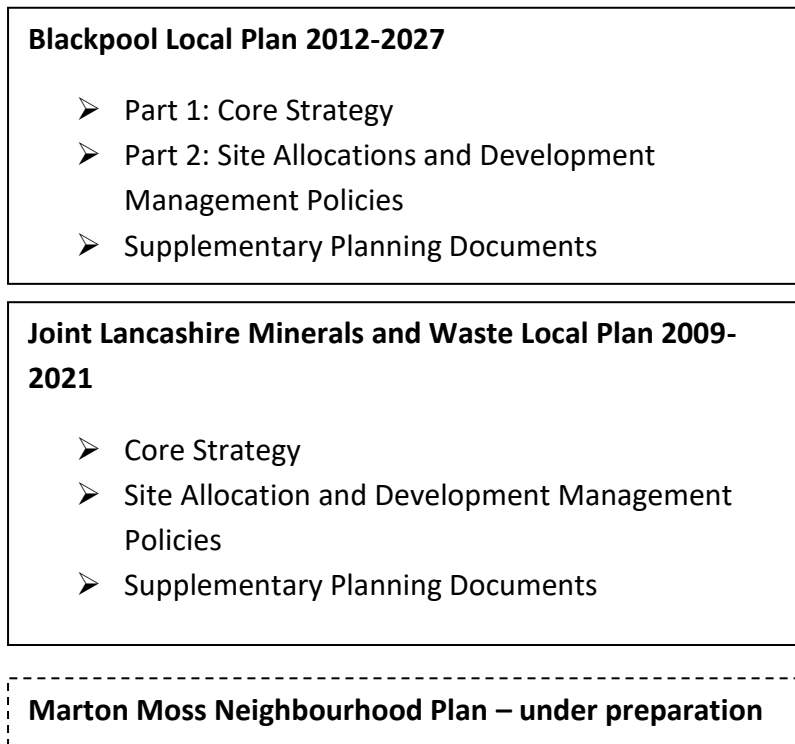 Blackpool Local Plan 2012-2027
➢ Part 1: Core Strategy
➢ Part 2: Site Allocations and Development
Management Policies
➢ Supplementary Planning Documents
Joint Lancashire Minerals and Waste Local Plan 2009-
2021
➢ Core Strategy
➢ Site Allocation and Development Management
Policies
➢ Supplementary Planning Documents
Marton Moss Neighbourhood Plan – under preparation